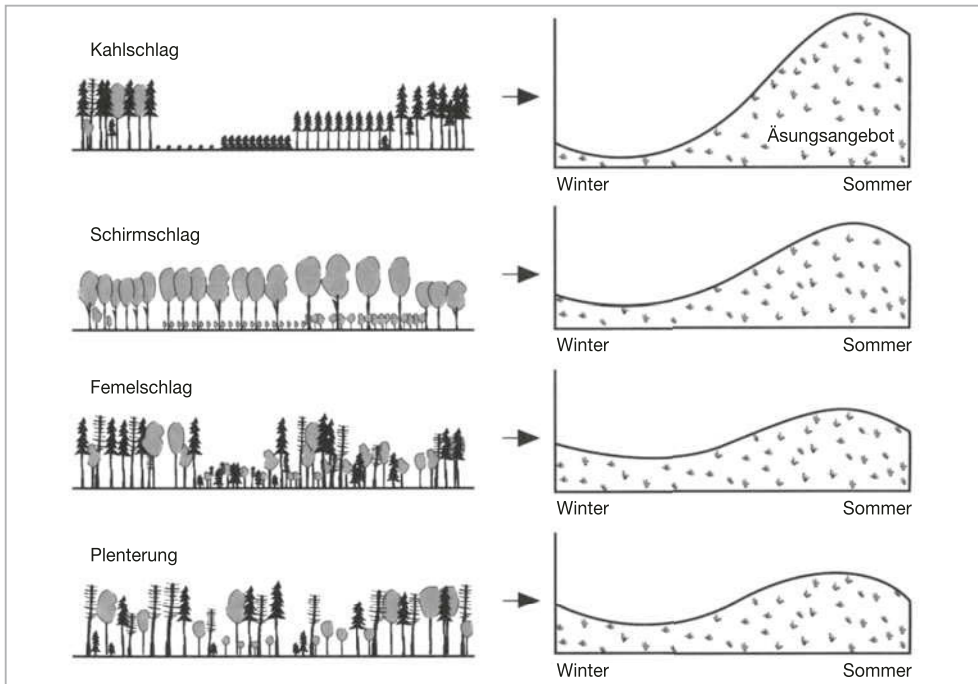 Kahlschlag
Äsungsangebot
Winter Sommer
Schirmschlag
Winter Sommer
Femelschlag
Winter Sommer
Plenterung
Winter Sommer